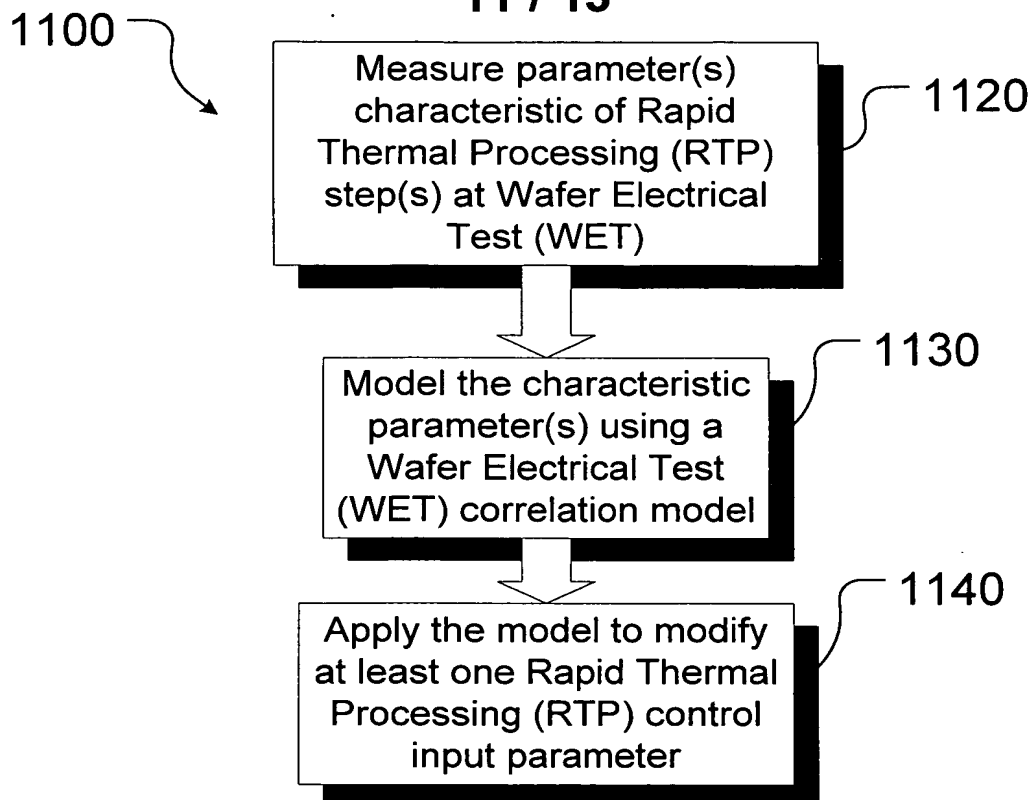 11 / 13
1100
Measure parameter(s)
characteristic of Rapid
Thermal Processing (RTP)
step(s) at Wafer Electrical
Test (WET)
1120
Model the characteristic
parameter(s) using a
Wafer Electrical Test
(WET) correlation model
1130
Apply the model to modify
at least one Rapid Thermal
Processing (RTP) control
input parameter
1140